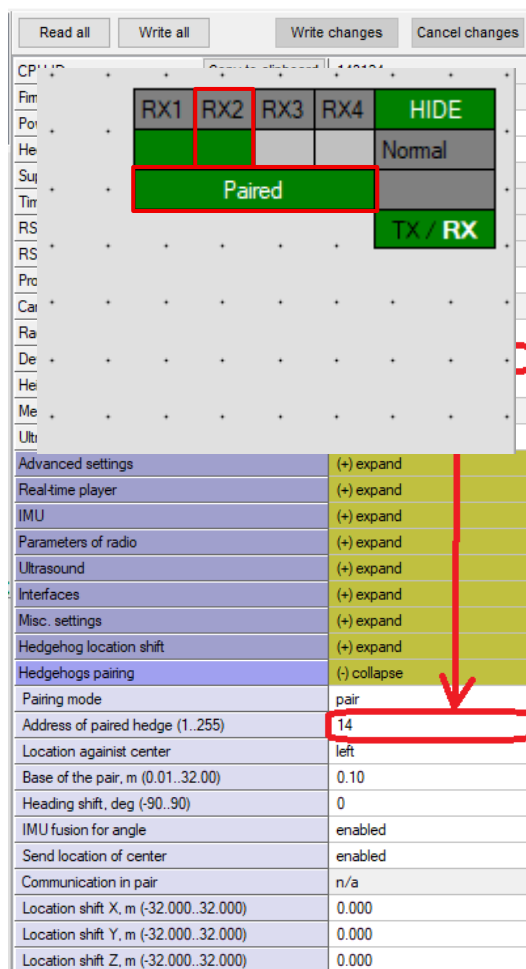 Read all Write all Write changes Cancel changes
RX1 RX2 RX3 RX4 HIDE
Normal
Paired
TX / RX
Advanced settings (+) expand
Real-time player (+) expand
IMU (+) expand
Parameters of radio (+) expand
Ultrasound (+) expand
Interfaces (+) expand
Misc. settings (+) expand
Hedgehog location shift (+) expand
Hedgehogs pairing (-) collapse
Pairing mode pair
Address of paired hedge (1..255) 14
Location againist center left
Base of the pair, m (0.01..32.00) 0.10
Heading shift, deg (-90..90) 0
IMU fusion for angle enabled
Send location of center enabled
Communication in pair n/a
Location shift X, m (-32.000..32.000) 0.000
Location shift Y, m (-32.000..32.000) 0.000
Location shift Z, m (-32.000..32.000) 0.000